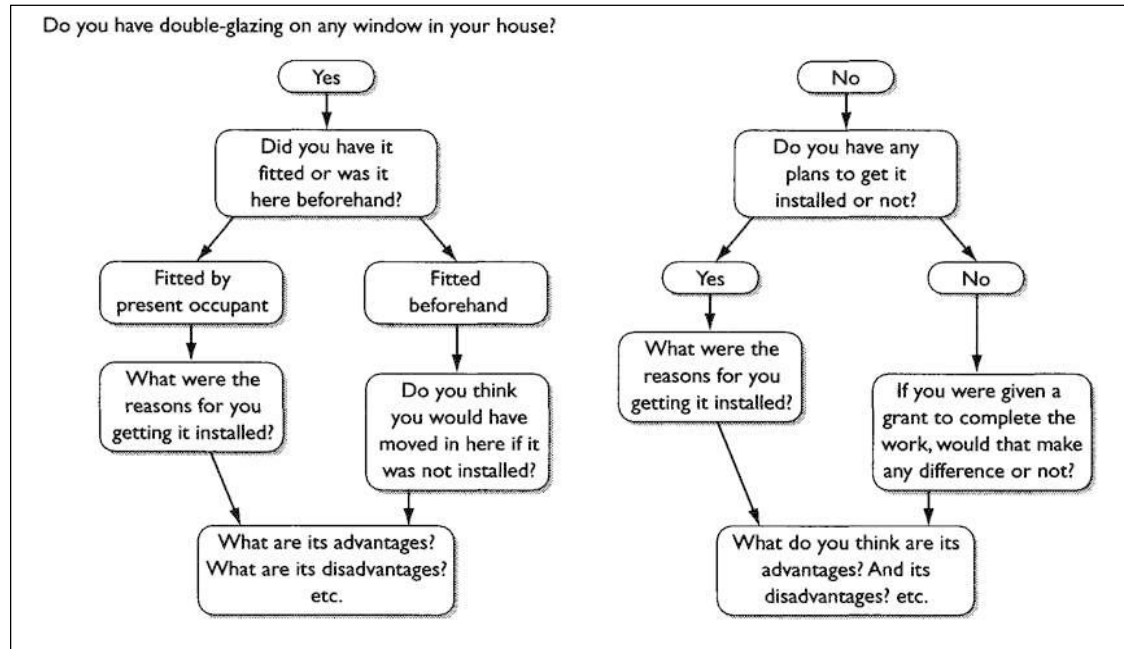 Do you have double-glazing on any window in your house?
Yes
Did you have it
fitted or was it
here beforehand?
Fitted by
present occupant
What were the
reasons for you
getting it installed?
Fitted
beforehand
Do you think
you would have
moved in here if it
was not installed?
What are its advantages?
What are its disadvantages?
etc.
No
Do you have any
plans to get it
installed or not?
Yes
What were the
reasons for you
getting it installed?
No
If you were given a
grant to complete the
work, would that make
any difference or not?
What do you think are its
advantages? And its
disadvantages? etc.